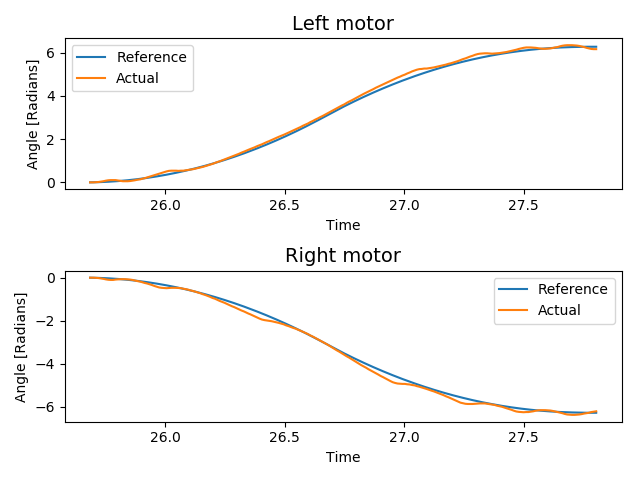 Left motor
Reference
Actual
Angle [Radians]
6
4
2
0
26.0 26.5 27.0 27.5
Time
Right motor
Reference
Actual
Angle [Radians]
0
−2
−4
−6
26.0 26.5 27.0 27.5
Time